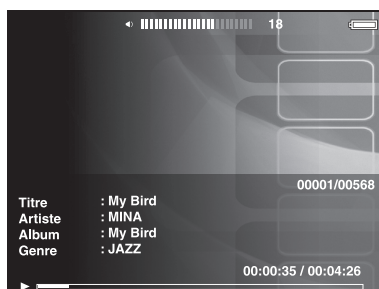 18
00001/00568
Titre : My Bird
Artiste : MINA
Album : My Bird
Genre : JAZZ
00:00:35 / 00:04:26